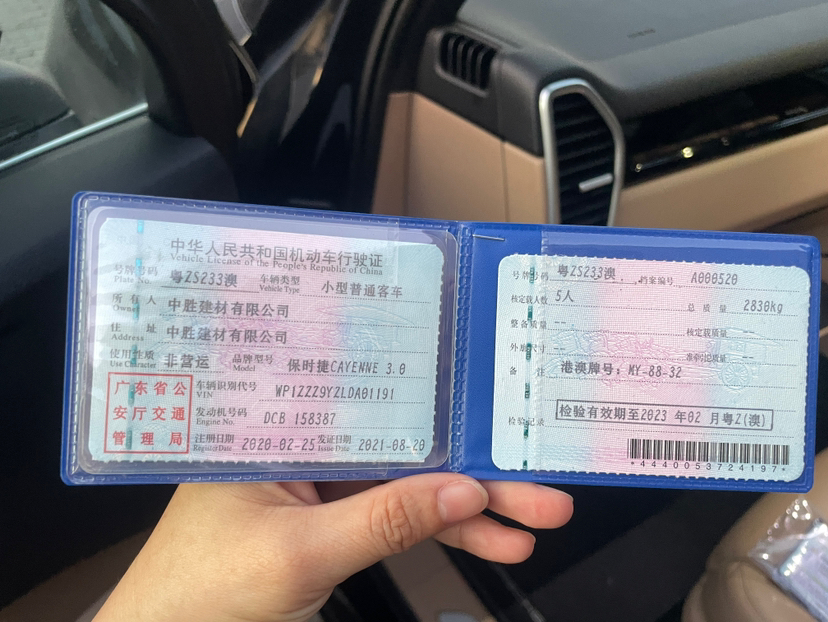 中华人民共和国机动车行驶证
Vehicle License of the People's Republic of China
号牌号码 粤ZS233澳 车辆类型 小型普通客车
Plate No. Vehicle Type
所有人 中胜建材有限公司
Owner
住址 中胜建材有限公司
Address
使用性质 非营运 品牌型号 保时捷CAYENNE 3.0
Use Character Model
广东省公
安厅交通
管理局
车辆识别代号 WP1ZZZ9YZLDA01191
VIN
发动机号码 DCB 158387
Engine No.
注册日期 2020-02-25 发证日期 2021-08-20
Register Date Issue Date
号牌号码 粤ZS233澳 档案编号 A000520
核定载人数 5人 总质量 2830kg
整备质量 -- 核定载质量 --
外廓尺寸 -- 准牵引总质量 --
备注 港澳牌号：MY-88-32
检验有效期至2023 年02 月粤Z(澳)
检验记录
*4440053724197*